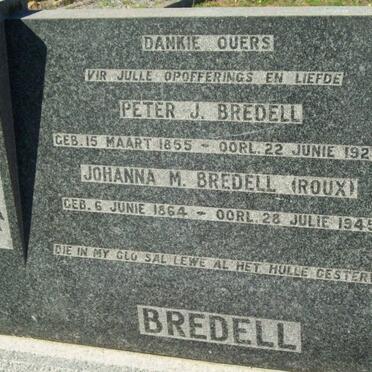 DANKIE OUERS
VIR JULLE OPOFFERINGS EN LIEFDE
PETER J. BREDELL
GEB. 15 MAART 1855 – OORL. 22 JUNIE 192
JOHANNA M. BREDELL (ROUX)
GEB. 6 JUNIE 1864 – OORL. 28 JULIE 1945
DIE IN MY GLO SAL LEWE AL HET HULLE GESTER
BREDELL